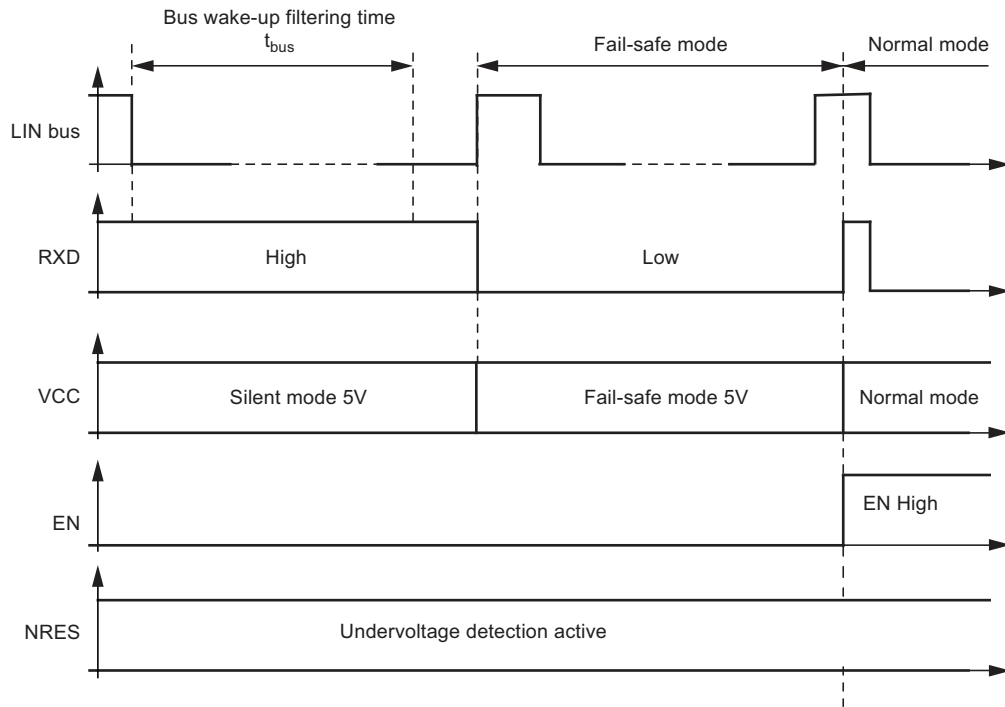 Bus wake-up filtering time
tbus
Fail-safe mode
Normal mode
LIN bus
RXD
High
Low
VCC
Silent mode 5V
Fail-safe mode 5V
Normal mode
EN
EN High
NRES
Undervoltage detection active